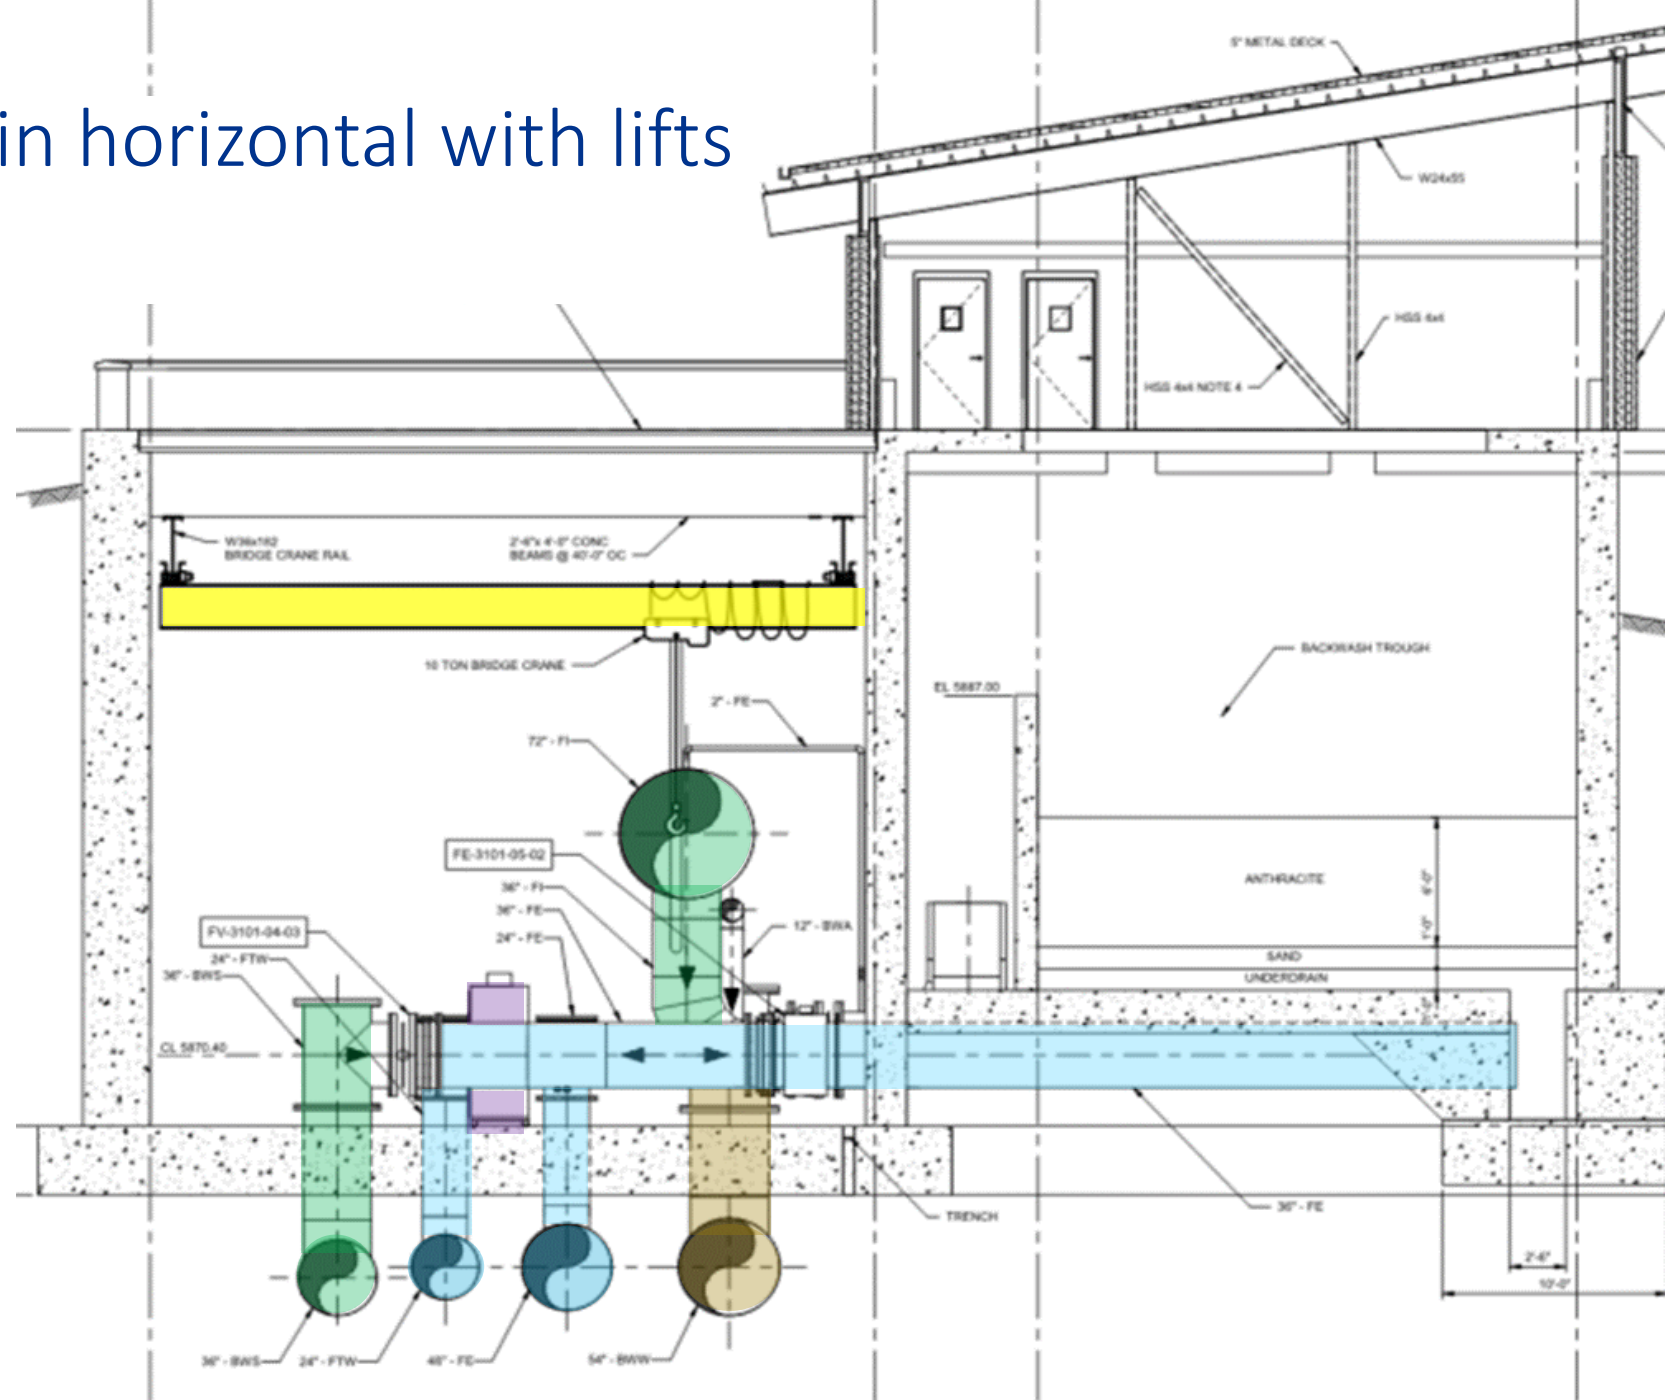 in horizontal with lifts
5" METAL DECK
W24x55
HSS 4x4
HSS 4x4 NOTE 4
W36x182
BRIDGE CRANE RAIL
2'-6"x 4'-0" CONC
BEAMS @ 40'-0" OC
10 TON BRIDGE CRANE
BACKWASH TROUGH
EL 5887.00
2" - FE
72" - FI
FE-3101-05-02
36" - FI
36" - FE
24" - FE
12" - BWA
ANTHRACITE
6'-0"
1'-0"
SAND
UNDERDRAIN
FV-3101-04-03
24" - FTW
36" - BWS
CL 5870.40
TRENCH
36" - FE
2'-6"
10'-0"
36" - BWS
24" - FTW
48" - FE
54" - BWW